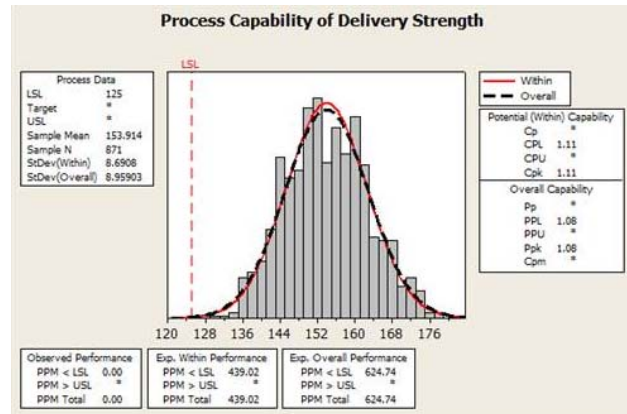 Process Capability of Delivery Strength
LSL
Process Data
LSL 125
Target *
USL *
Sample Mean 153.914
Sample N 871
StDev(Within) 8.6908
StDev(Overall) 8.95903
Within
Overall
Potential (Within) Capability
Cp *
CPL 1.11
CPU *
Cpk 1.11
Overall Capability
Pp *
PPL 1.08
PPU *
Ppk 1.08
Cpm *
120 128 136 144 152 160 168 176
Observed Performance
PPM < LSL 0.00
PPM > USL *
PPM Total 0.00
Exp. Within Performance
PPM < LSL 439.02
PPM > USL *
PPM Total 439.02
Exp. Overall Performance
PPM < LSL 624.74
PPM > USL *
PPM Total 624.74